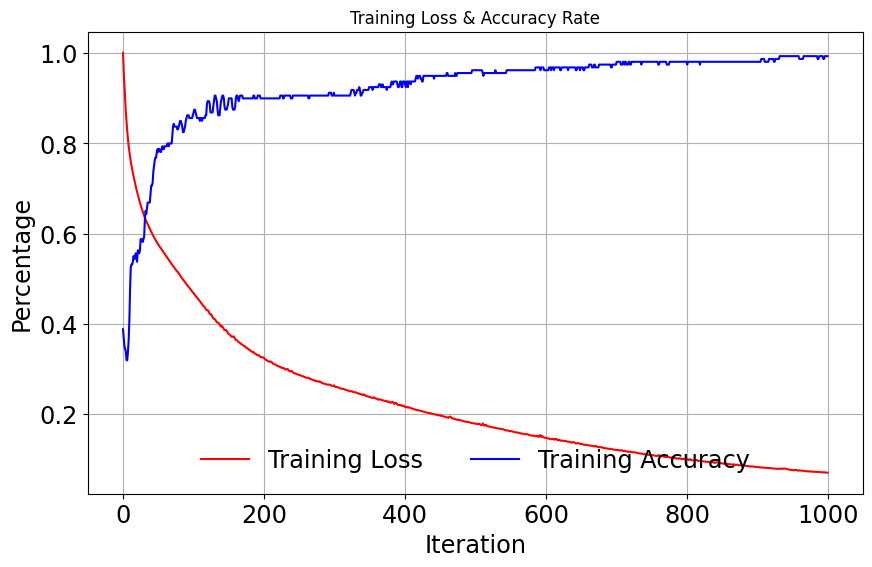 Training Loss & Accuracy Rate
1.0
0.8
0.6
0.4
0.2
Percentage
Training Loss
Training Accuracy
0
200
400
600
800
1000
Iteration